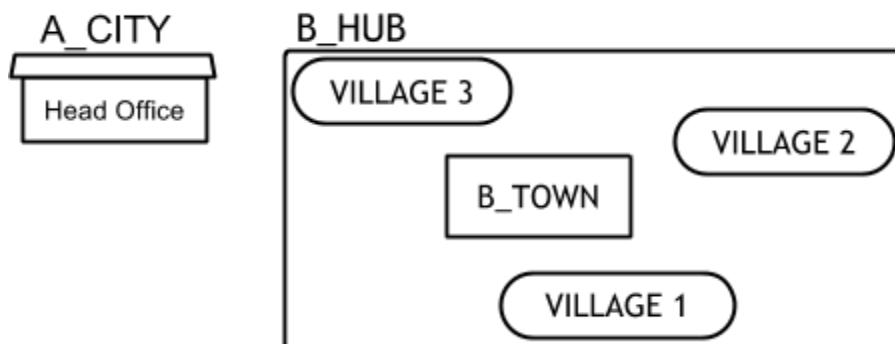 A_CITY
Head Office
B_HUB
VILLAGE 3
VILLAGE 2
B_TOWN
VILLAGE 1